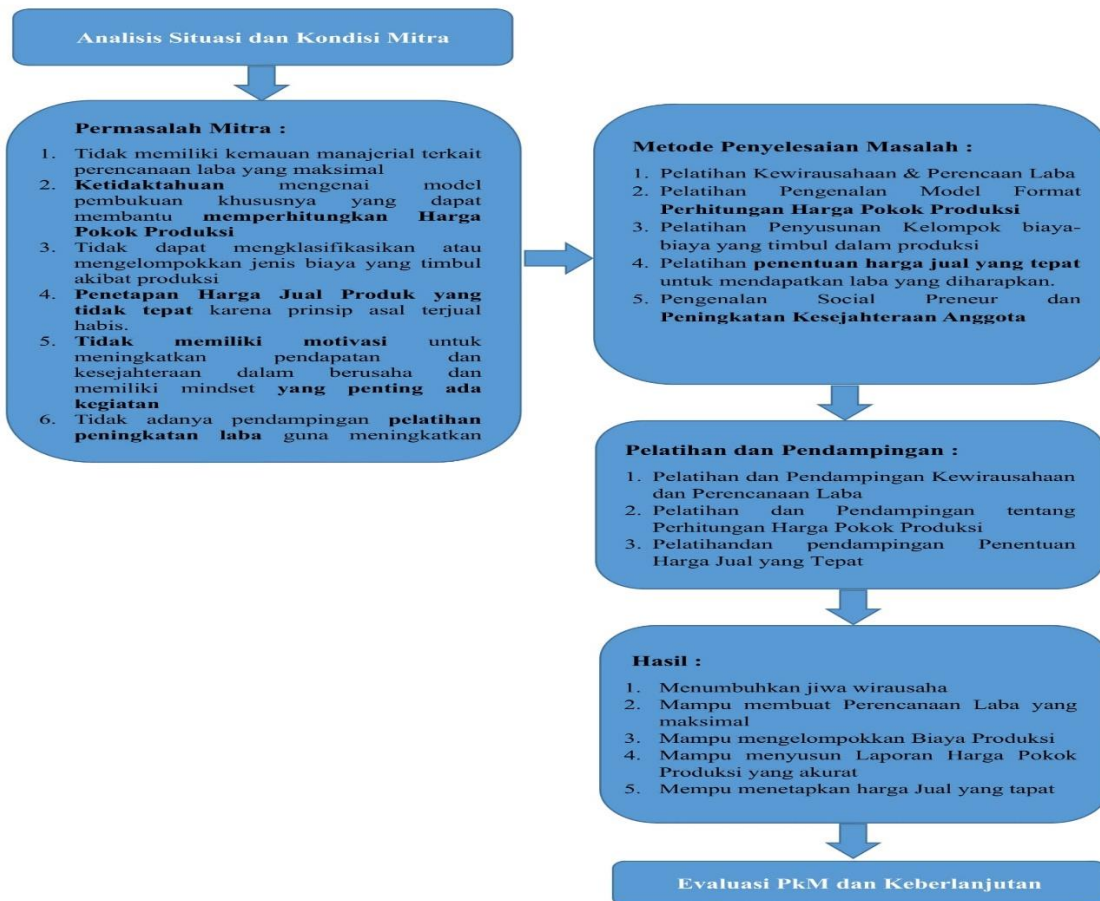 Analisis Situasi dan Kondisi Mitra
Permasalah Mitra :
1. Tidak memiliki kemauan manajerial terkait
perencanaan laba yang maksimal
2. Ketidaktahuan mengenai model
pembukuan khususnya yang dapat
membantu memperhitungkan Harga
Pokok Produksi
3. Tidak dapat mengklasifikasikan atau
mengelompokkan jenis biaya yang timbul
akibat produksi
4. Penetapan Harga Jual Produk yang
tidak tepat karena prinsip asal terjual
habis.
5. Tidak memiliki motivasi untuk
meningkatkan pendapatan dan
kesejahteraan dalam berusaha dan
memiliki mindset yang penting ada
kegiatan
6. Tidak adanya pendampingan pelatihan
peningkatan laba guna meningkatkan
Metode Penyelesaian Masalah :
1. Pelatihan Kewirausahaan & Perencaan Laba
2. Pelatihan Pengenalan Model Format
Perhitungan Harga Pokok Produksi
3. Pelatihan Penyusunan Kelompok biaya-
biaya yang timbul dalam produksi
4. Pelatihan penentuan harga jual yang tepat
untuk mendapatkan laba yang diharapkan.
5. Pengenalan Social Preneur dan
Peningkatan Kesejahteraan Anggota
Pelatihan dan Pendampingan :
1. Pelatihan dan Pendampingan Kewirausahaan
dan Perencanaan Laba
2. Pelatihan dan Pendampingan tentang
Perhitungan Harga Pokok Produksi
3. Pelatihandan pendampingan Penentuan
Harga Jual yang Tepat
Hasil :
1. Menumbuhkan jiwa wirausaha
2. Mampu membuat Perencanaan Laba yang
maksimal
3. Mampu mengelompokkan Biaya Produksi
4. Mampu menyusun Laporan Harga Pokok
Produksi yang akurat
5. Mempu menetapkan harga Jual yang tapat
Evaluasi PkM dan Keberlanjutan